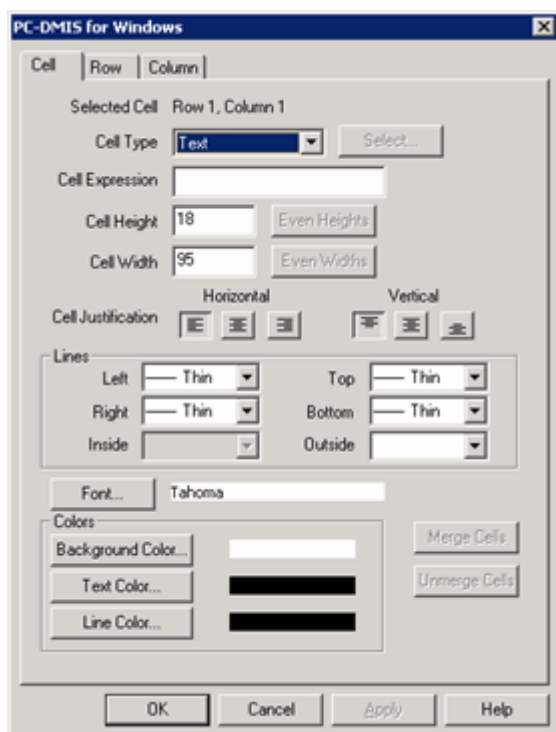 PC-DMIS for Windows
Cell Row Column
Selected Cell Row 1, Column 1
Cell Type Text Select...
Cell Expression
Cell Height 18 Even Heights
Cell Width 95 Even Widths
Horizontal Vertical
Cell Justification
Lines
Left Thin Top Thin
Right Thin Bottom Thin
Inside Outside
Font... Tahoma
Colors
Background Color... Merge Cells
Text Color... Unmerge Cells
Line Color...
OK Cancel Apply Help